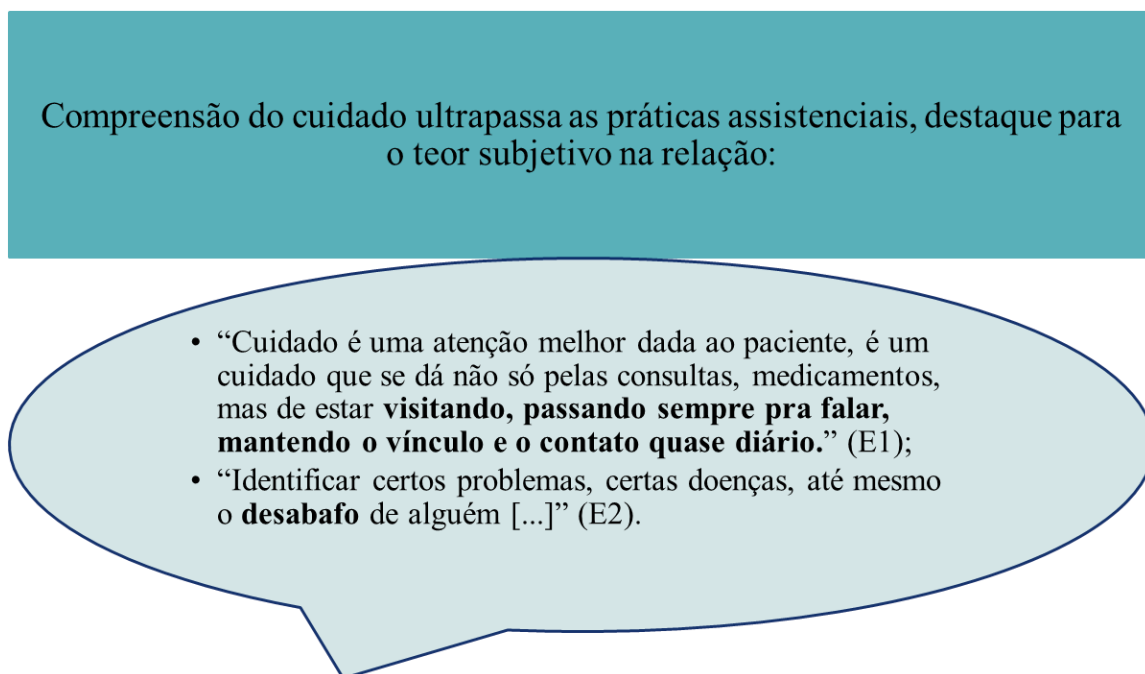 Compreensão do cuidado ultrapassa as práticas assistenciais, destaque para
o teor subjetivo na relação:
• “Cuidado é uma atenção melhor dada ao paciente, é um
cuidado que se dá não só pelas consultas, medicamentos,
mas de estar visitando, passando sempre pra falar,
mantendo o vínculo e o contato quase diário.” (E1);
• “Identificar certos problemas, certas doenças, até mesmo
o desabafo de alguém [...]” (E2).